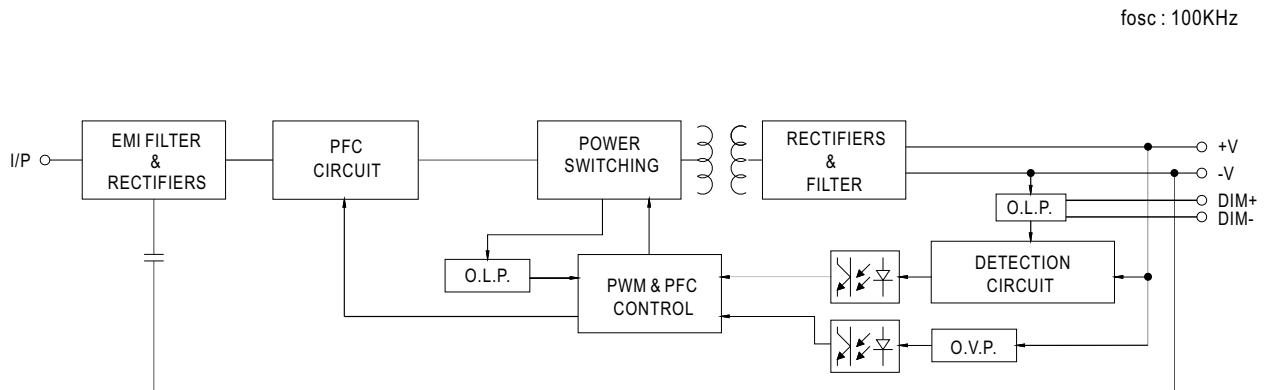 fosc : 100KHz
I/P
EMI FILTER
&
RECTIFIERS
PFC
CIRCUIT
POWER
SWITCHING
RECTIFIERS
&
FILTER
+V
-V
DIM+
DIM-
O.L.P.
O.L.P.
PWM & PFC
CONTROL
DETECTION
CIRCUIT
O.V.P.